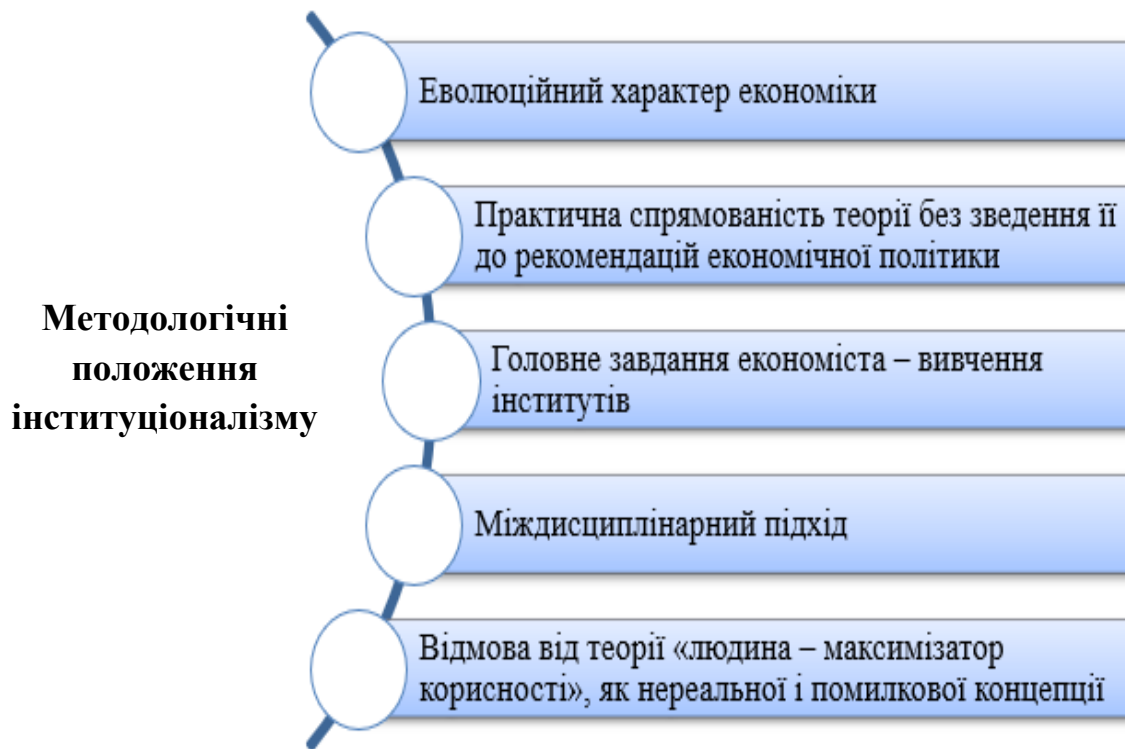 Методологічні
положення
інституціоналізму
Еволюційний характер економіки
Практична спрямованість теорії без зведення її
до рекомендацій економічної політики
Головне завдання економіста – вивчення
інститутів
Міждисциплінарний підхід
Відмова від теорії «людина – максимізатор
корисності», як нереальної і помилкової концепції